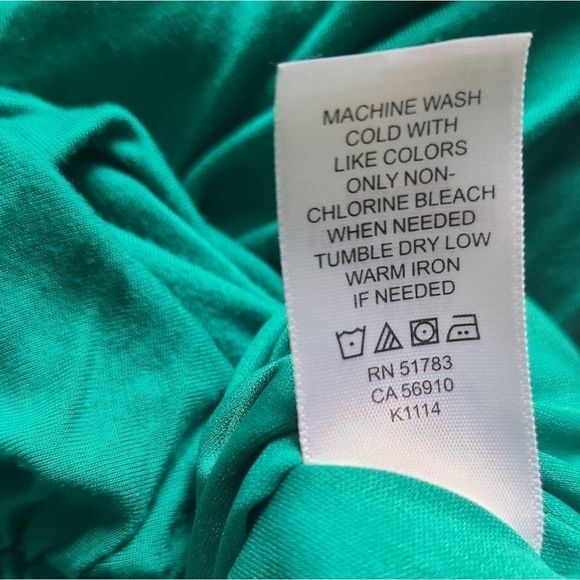 MACHINE WASH
COLD WITH
LIKE COLORS
ONLY NON-
CHLORINE BLEACH
WHEN NEEDED
TUMBLE DRY LOW
WARM IRON
IF NEEDED
RN 51783
CA 56910
K1114